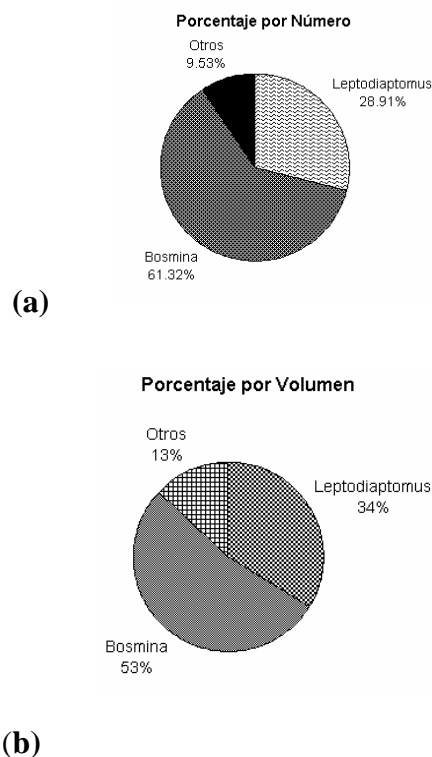 Porcentaje por Número
Otros
9.53%
Leptodiaptomus
28.91%
Bosmina
61.32%
(a)
Porcentaje por Volumen
Otros
13%
Leptodiaptomus
34%
Bosmina
53%
(b)